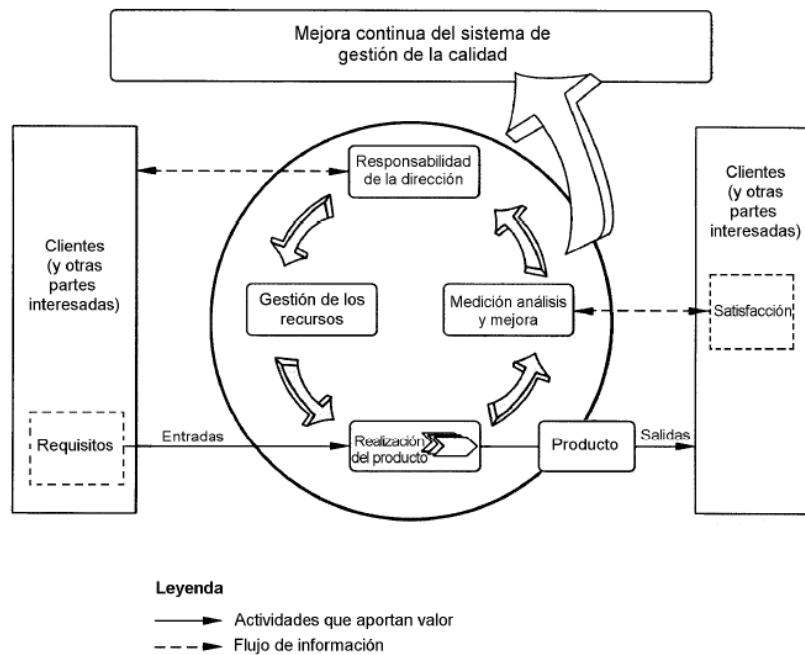 Mejora continua del sistema de
gestión de la calidad
Responsabilidad
de la dirección
Clientes
(y otras
partes
interesadas)
Clientes
(y otras
partes
interesadas)
Gestión de los
recursos
Medición análisis
y mejora
Satisfacción
Requisitos
Entradas
Realización
del producto
Producto
Salidas
Leyenda
Actividades que aportan valor
Flujo de información